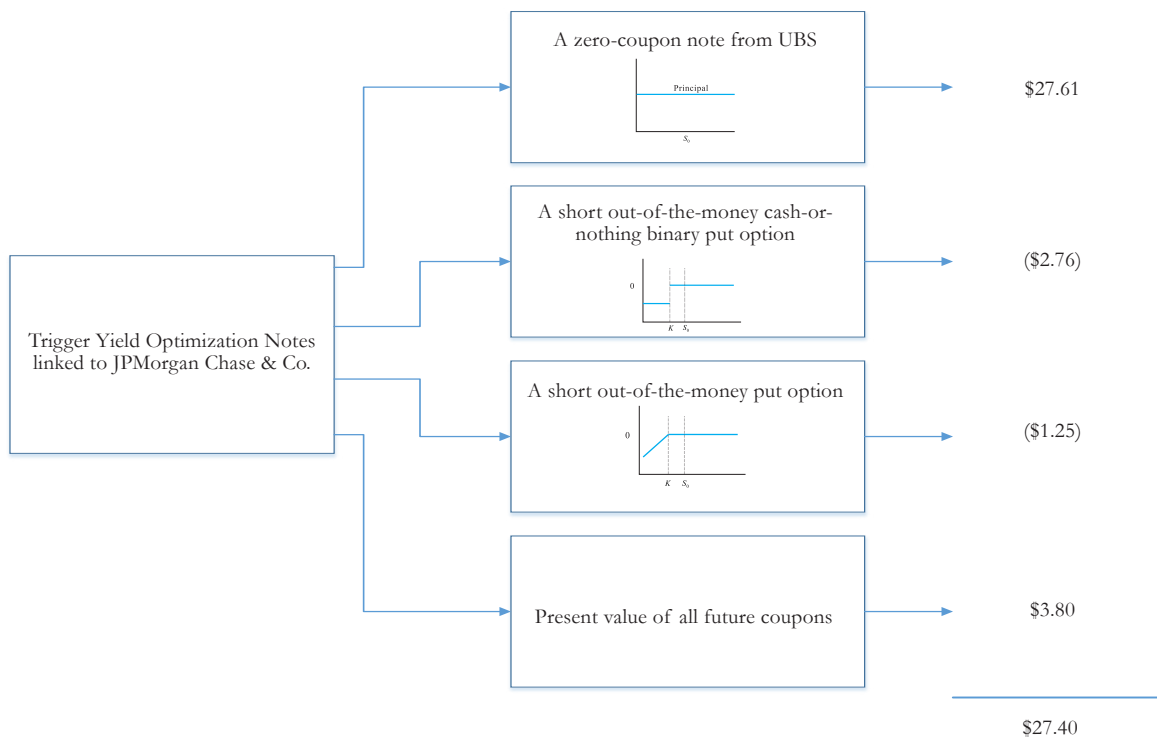 A zero-coupon note from UBS
Principal
S0
$27.61
A short out-of-the-money cash-or-
nothing binary put option
0
K S0
($2.76)
Trigger Yield Optimization Notes
linked to JPMorgan Chase & Co.
A short out-of-the-money put option
0
K S0
($1.25)
Present value of all future coupons
$3.80
$27.40